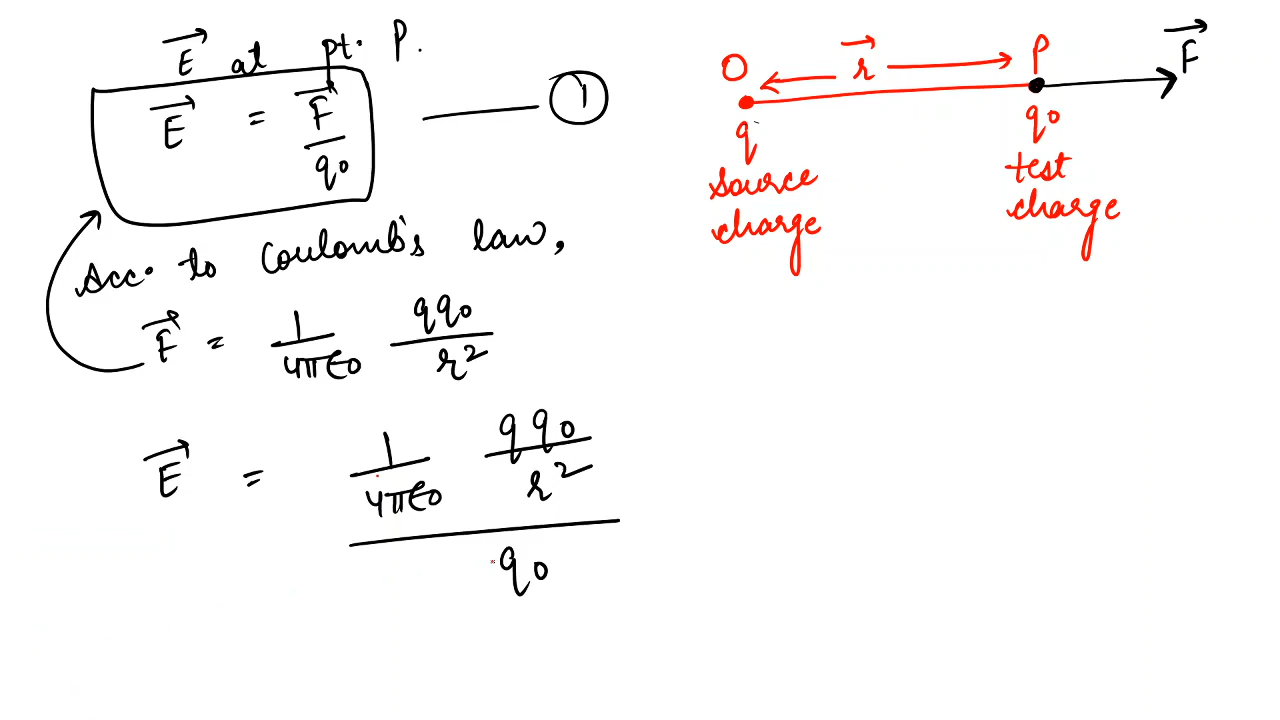 E⃗ at pt. P.
E⃗ = F⃗ / q₀ ——— ①
Acc. to Coulomb's law,
F⃗ = 1/4πϵ₀ qq₀/r²
E⃗ = 1/4πϵ₀ qq₀/r² / q₀
O r⃗ P F⃗
q q₀
source test
charge charge